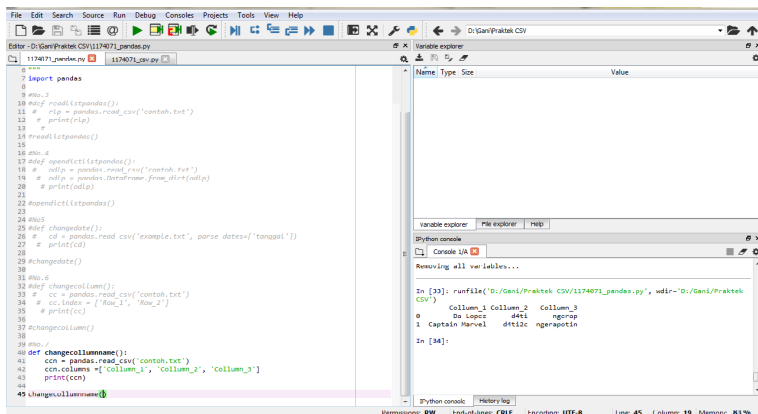 File Edit Search Source Run Debug Consoles Projects Tools View Help
D:\Gani\Praktek CSV
Editor - D:\Gani\Praktek CSV\1174071_pandas.py
Variable explorer
1174071_pandas.py
1174071_csv.py
Name Type Size Value
6 """
7 import pandas
8
9 #No.3
10 #def readlistpandas():
11 # rlp = pandas.read_csv('contoh.txt')
12 # print(rlp)
13 #
14 #readlistpandas()
15
16 #No.4
17 #def opendictlistpandas():
18 # odlp = pandas.read_csv('contoh.txt')
19 # odlp = pandas.DataFrame.from_dict(odlp)
20 # print(odlp)
21
22 #opendictlistpandas()
23
24 #No5
25 #def changedate():
26 # cd = pandas.read_csv('example.txt', parse_dates=['tanggal'])
27 # print(cd)
28
29 #changedate()
30
31 #No.6
32 #def changecollumn():
33 # cc = pandas.read_csv('contoh.txt')
34 # cc.index = ['Row_1', 'Row_2']
35 # print(cc)
36
37 #changecollumn()
38
39 #No.7
40 def changecollumnname():
41 ccn = pandas.read_csv('contoh.txt')
42 ccn.columns =['Collumn_1', 'Collumn_2', 'Collumn_3']
43 print(ccn)
44
45 changecollumnname()
Variable explorer File explorer Help
IPython console
Console 1/A
Removing all variables...
In [33]: runfile('D:/Gani/Praktek CSV/1174071_pandas.py', wdir='D:/Gani/Praktek
CSV')
Collumn_1 Collumn_2 Collumn_3
0 Da Lopez d4ti ngerap
1 Captain Marvel d4ti2c ngerapotin
In [34]:
IPython console History log
Permissions: RW End-of-lines: CRLF Encoding: UTF-8 Line: 45 Column: 19 Memory: 83 %